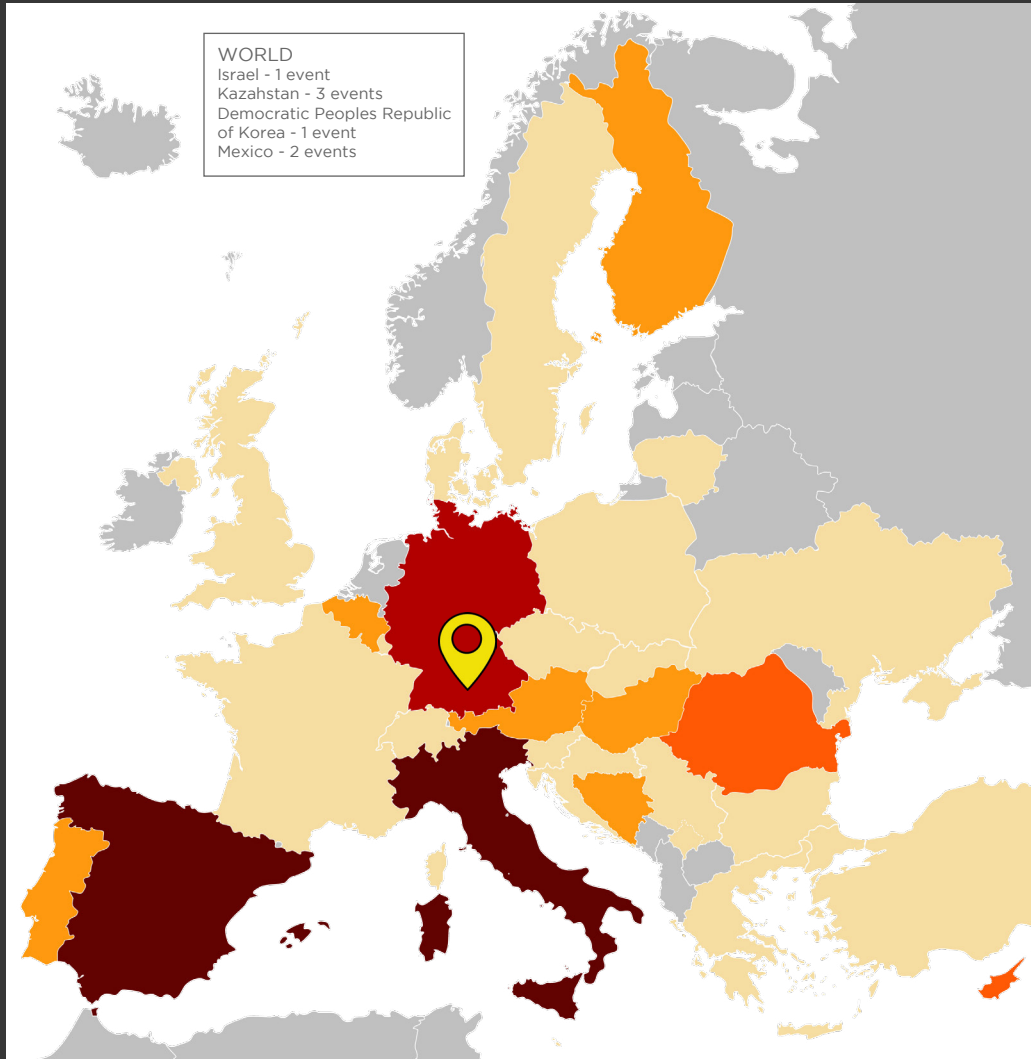 WORLD
Israel - 1 event
Kazahstan - 3 events
Democratic Peoples Republic
of Korea - 1 event
Mexico - 2 events